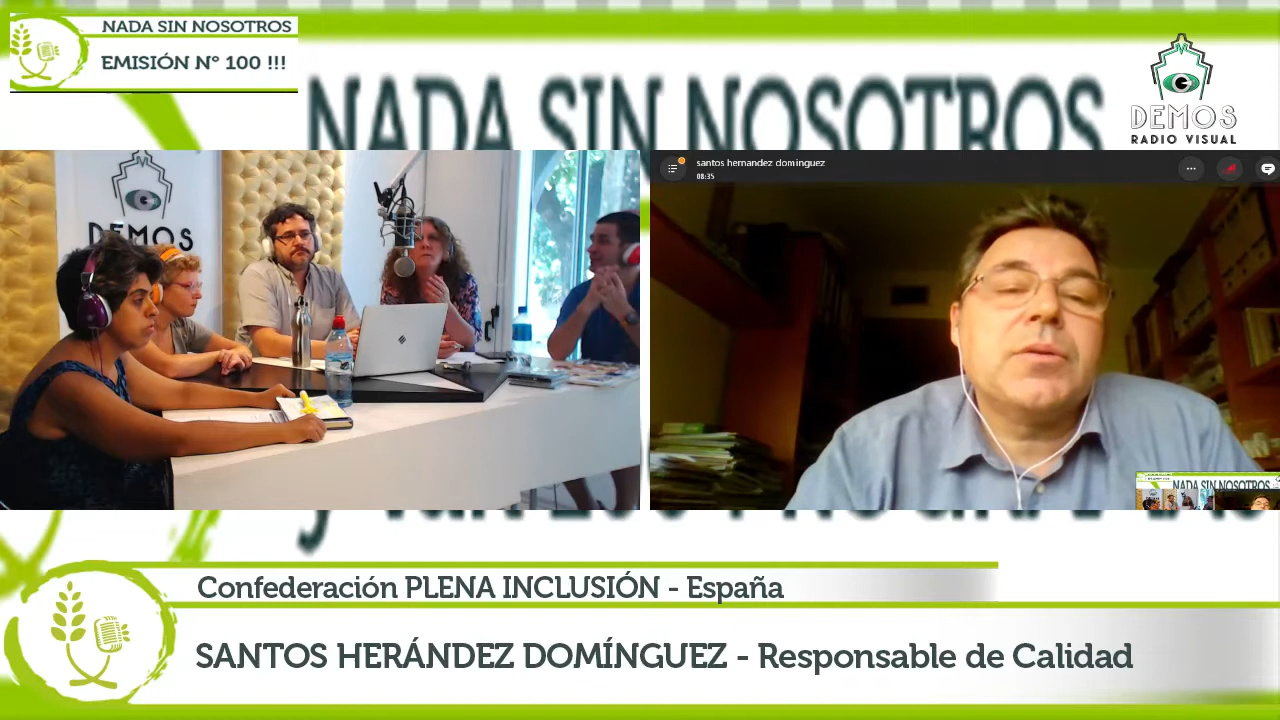 NADA SIN NOSOTROS
EMISIÓN N° 100 !!!
NADA SIN NOSOTROS
DEMOS
RADIO VISUAL
DEMOS
santos hernandez dominguez
08:35
NADA SIN NOSOTROS
Confederación PLENA INCLUSIÓN - España
SANTOS HERÁNDEZ DOMÍNGUEZ - Responsable de Calidad